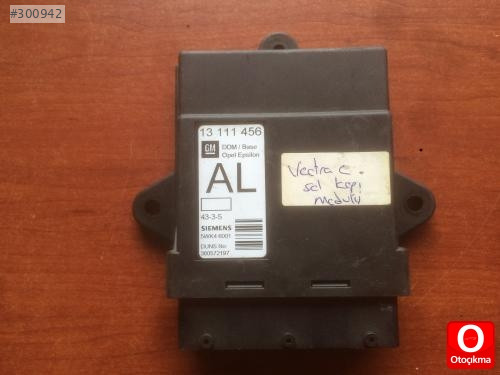 #300942
13 111 456
GM
DDM / Base
Opel Epsilon
AL
43-3-5
SIEMENS
5WK4 6001
DUNS No
300572197
Vectra C.
sol kapı
modulu
O
Otoçıkma